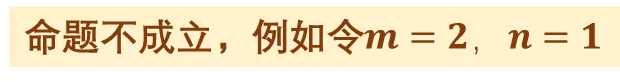 命题不成立，例如令m = 2，n = 1